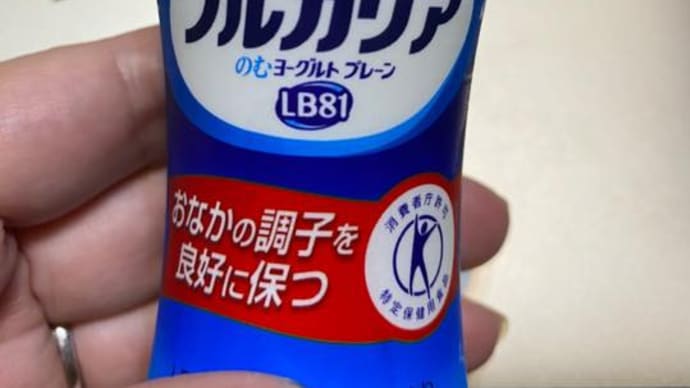 ブルガリア
のむヨーグルト プレーン
LB81
おなかの調子を
良好に保つ
消費者庁許可
特定保健用食品